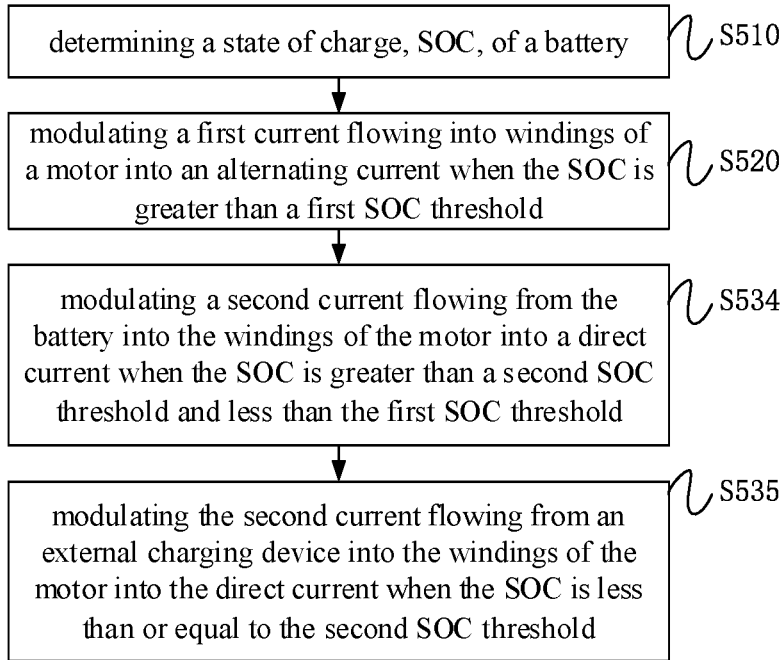 determining a state of charge, SOC, of a battery
S510
modulating a first current flowing into windings of
a motor into an alternating current when the SOC is
greater than a first SOC threshold
S520
modulating a second current flowing from the
battery into the windings of the motor into a direct
current when the SOC is greater than a second SOC
threshold and less than the first SOC threshold
S534
modulating the second current flowing from an
external charging device into the windings of the
motor into the direct current when the SOC is less
than or equal to the second SOC threshold
S535